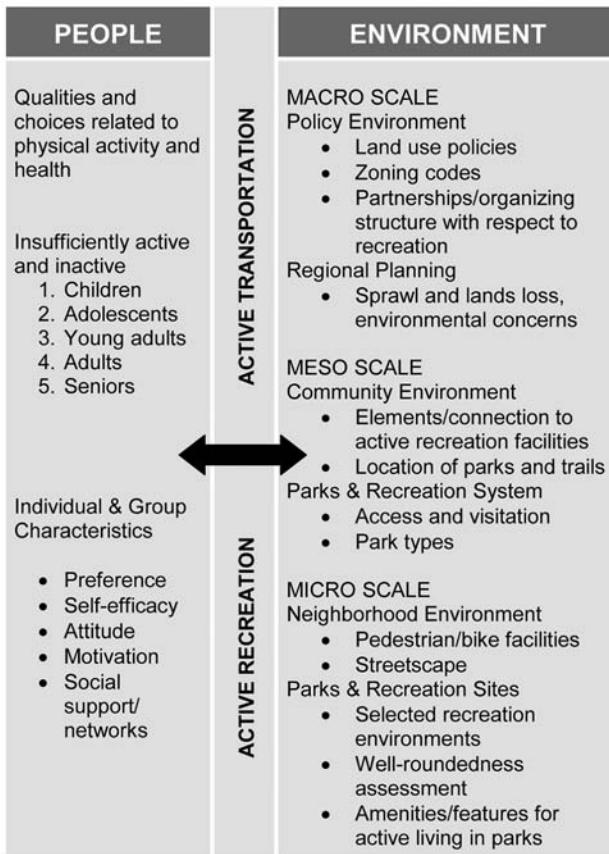 PEOPLE
Qualities and
choices related to
physical activity and
health
Insufficiently active
and inactive
1. Children
2. Adolescents
3. Young adults
4. Adults
5. Seniors
Individual & Group
Characteristics
• Preference
• Self-efficacy
• Attitude
• Motivation
• Social
support/
networks
ACTIVE TRANSPORTATION
ACTIVE RECREATION
ENVIRONMENT
MACRO SCALE
Policy Environment
• Land use policies
• Zoning codes
• Partnerships/organizing
structure with respect to
recreation
Regional Planning
• Sprawl and lands loss,
environmental concerns
MESO SCALE
Community Environment
• Elements/connection to
active recreation facilities
• Location of parks and trails
Parks & Recreation System
• Access and visitation
• Park types
MICRO SCALE
Neighborhood Environment
• Pedestrian/bike facilities
• Streetscape
Parks & Recreation Sites
• Selected recreation
environments
• Well-roundedness
assessment
• Amenities/features for
active living in parks